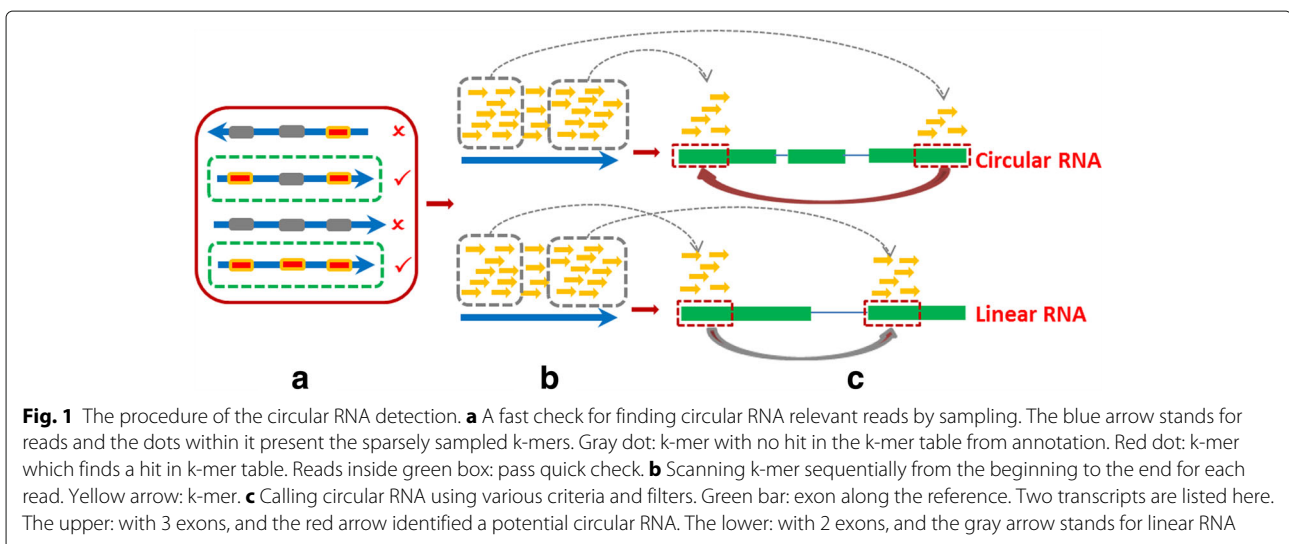 Circular RNA
Linear RNA
a b c
Fig. 1 The procedure of the circular RNA detection. a A fast check for finding circular RNA relevant reads by sampling. The blue arrow stands for
reads and the dots within it present the sparsely sampled k-mers. Gray dot: k-mer with no hit in the k-mer table from annotation. Red dot: k-mer
which finds a hit in k-mer table. Reads inside green box: pass quick check. b Scanning k-mer sequentially from the beginning to the end for each
read. Yellow arrow: k-mer. c Calling circular RNA using various criteria and filters. Green bar: exon along the reference. Two transcripts are listed here.
The upper: with 3 exons, and the red arrow identified a potential circular RNA. The lower: with 2 exons, and the gray arrow stands for linear RNA